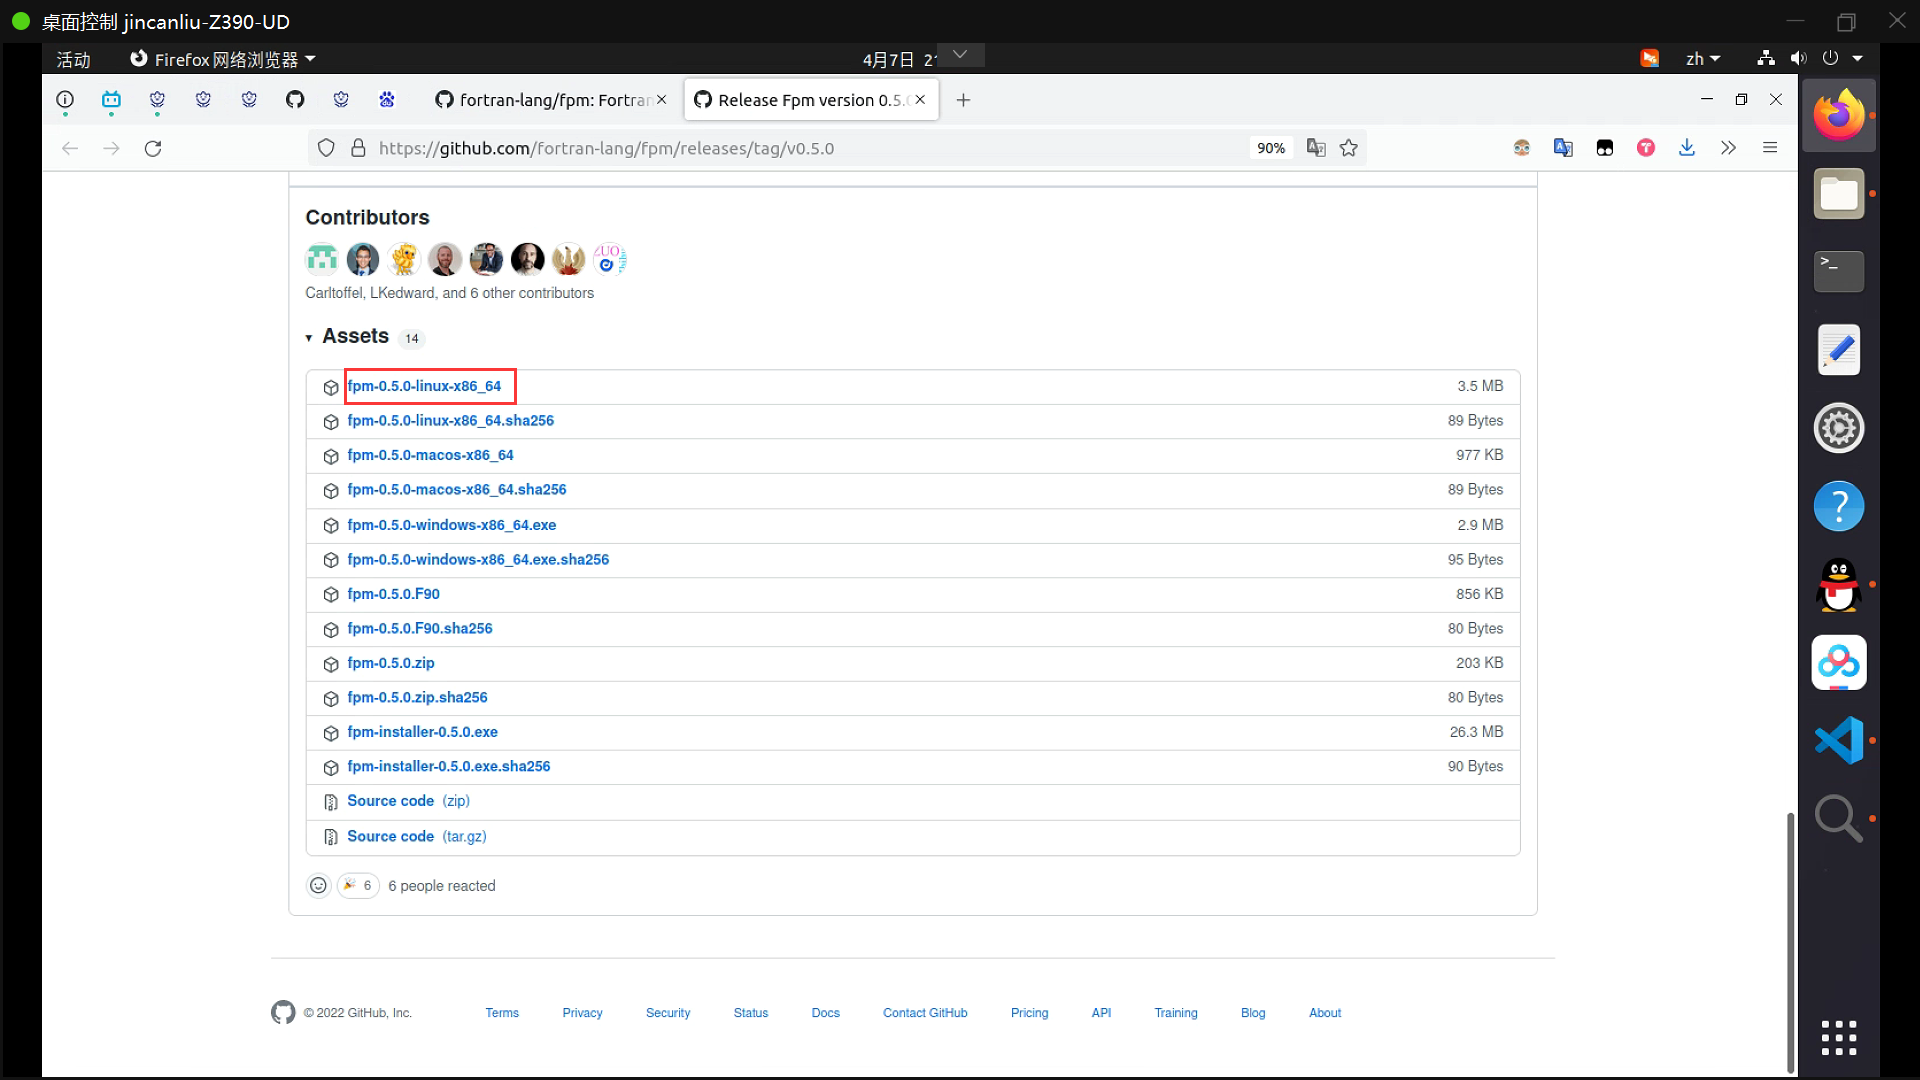 桌面控制 jincanliu-Z390-UD
活动 Firefox 网络浏览器 4月7日 zh
fortran-lang/fpm: Fortran Release Fpm version 0.5.
https://github.com/fortran-lang/fpm/releases/tag/v0.5.0 90%
Contributors
Carltoffel, LKedward, and 6 other contributors
Assets 14
fpm-0.5.0-linux-x86_64 3.5 MB
fpm-0.5.0-linux-x86_64.sha256 89 Bytes
fpm-0.5.0-macos-x86_64 977 KB
fpm-0.5.0-macos-x86_64.sha256 89 Bytes
fpm-0.5.0-windows-x86_64.exe 2.9 MB
fpm-0.5.0-windows-x86_64.exe.sha256 95 Bytes
fpm-0.5.0.F90 856 KB
fpm-0.5.0.F90.sha256 80 Bytes
fpm-0.5.0.zip 203 KB
fpm-0.5.0.zip.sha256 80 Bytes
fpm-installer-0.5.0.exe 26.3 MB
fpm-installer-0.5.0.exe.sha256 90 Bytes
Source code (zip)
Source code (tar.gz)
6 6 people reacted
© 2022 GitHub, Inc. Terms Privacy Security Status Docs Contact GitHub Pricing API Training Blog About